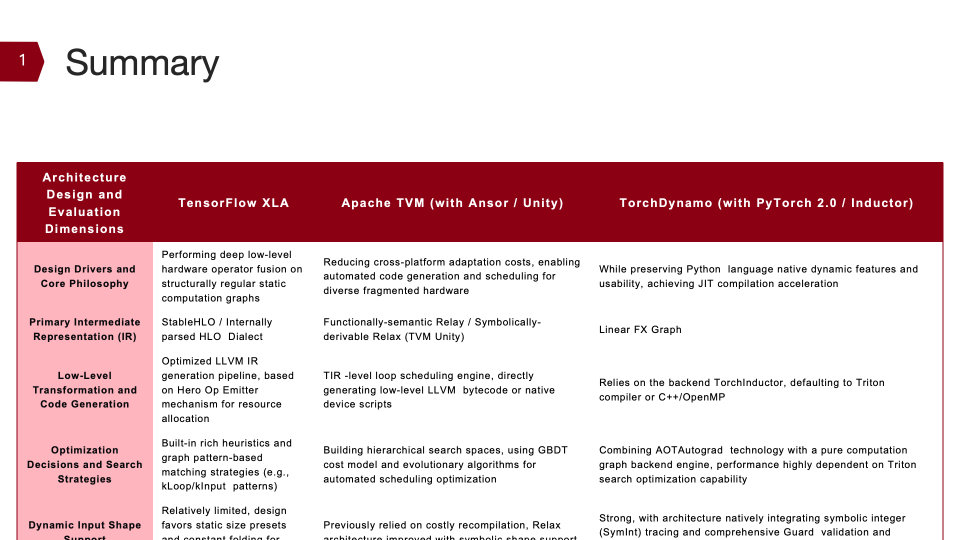 1
Summary
Architecture
Design and
Evaluation
Dimensions
TensorFlow XLA
Apache TVM (with Ansor / Unity)
TorchDynamo (with PyTorch 2.0 / Inductor)
Design Drivers and
Core Philosophy
Performing deep low-level
hardware operator fusion on
structurally regular static
computation graphs
Reducing cross-platform adaptation costs, enabling
automated code generation and scheduling for
diverse fragmented hardware
While preserving Python language native dynamic features and
usability, achieving JIT compilation acceleration
Primary Intermediate
Representation (IR)
StableHLO / Internally
parsed HLO Dialect
Functionally-semantic Relay / Symbolically-
derivable Relax (TVM Unity)
Linear FX Graph
Low-Level
Transformation and
Code Generation
Optimized LLVM IR
generation pipeline, based
on Hero Op Emitter
mechanism for resource
allocation
TIR -level loop scheduling engine, directly
generating low-level LLVM bytecode or native
device scripts
Relies on the backend TorchInductor, defaulting to Triton
compiler or C++/OpenMP
Optimization
Decisions and Search
Strategies
Built-in rich heuristics and
graph pattern-based
matching strategies (e.g.,
kLoop/kInput patterns)
Building hierarchical search spaces, using GBDT
cost model and evolutionary algorithms for
automated scheduling optimization
Combining AOTAutograd technology with a pure computation
graph backend engine, performance highly dependent on Triton
search optimization capability
Dynamic Input Shape
Support
Relatively limited, design
favors static size presets
and constant folding for
Previously relied on costly recompilation, Relax
architecture improved with symbolic shape support
Strong, with architecture natively integrating symbolic integer
(SymInt) tracing and comprehensive Guard validation and